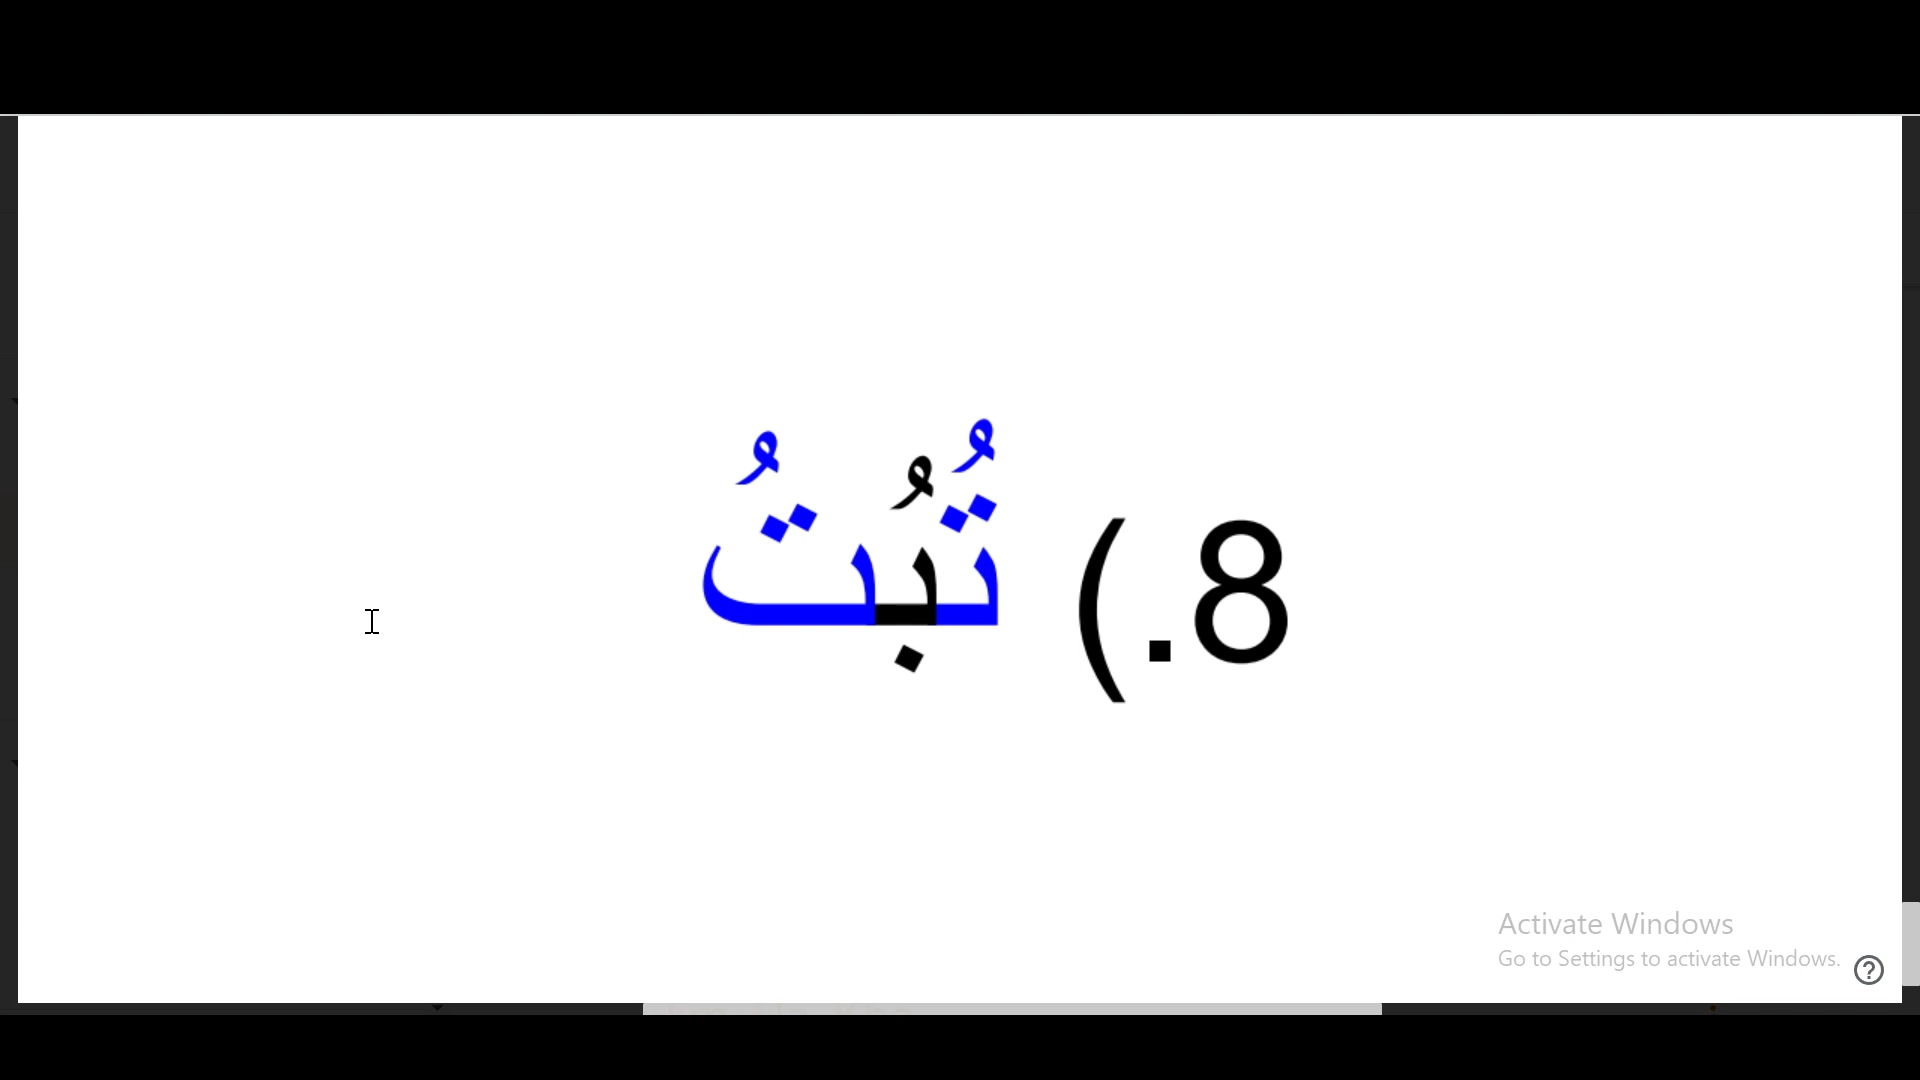 8.) تُبُتُ
Activate Windows
Go to Settings to activate Windows.